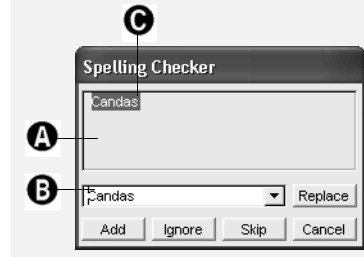 C
Spelling Checker
Candas
A
B
Candas Replace
Add Ignore Skip Cancel